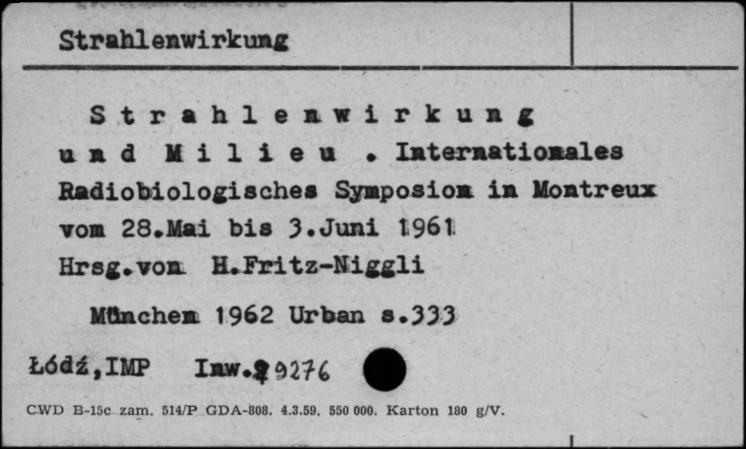 Strahlenwirkung
S t r a h l e n w i r k u n g
u n d M i l i e u . Internationales
Radiobiologisches Symposion in Montreux
vom 28.Mai bis 3.Juni 1961
Hrsg.von H.Fritz-Niggli
München 1962 Urban s.333
Łódź,IMP Inw.29276
CWD B-15c zam. 514/P GDA-808. 4.3.59. 550 000. Karton 180 g/V.